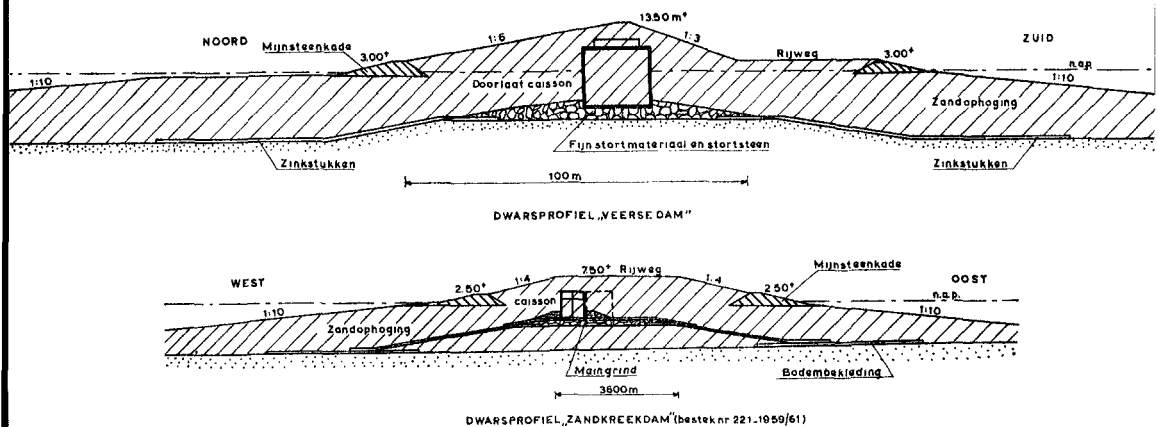 13.50 m⁺
NOORD
1:6
1:3
ZUID
Mijnsteenkade
3.00⁺
Rijweg
3.00⁺
n.a.p.
1:10
1:10
Doorlaat caisson
Zandophoging
Fijn stortmateriaal en stortsteen
Zinkstukken
Zinkstukken
100 m
DWARSPROFIEL „VEERSE DAM"
7.50⁺ Rijweg
Mijnsteenkade
WEST
1:4
1:4
OOST
2.50⁺
2.50⁺
caisson
n.a.p.
1:10
1:10
Zandophoging
Maingrind
Bodembekleding
3600m
DWARSPROFIEL „ZANDKREEKDAM" (bestek nr 221-1959/61)